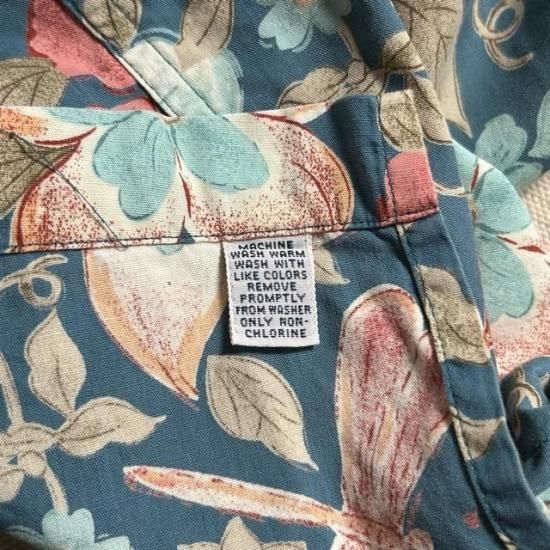 MACHINE
WASH WARM
WASH WITH
LIKE COLORS
REMOVE
PROMPTLY
FROM WASHER
ONLY NON-
CHLORINE